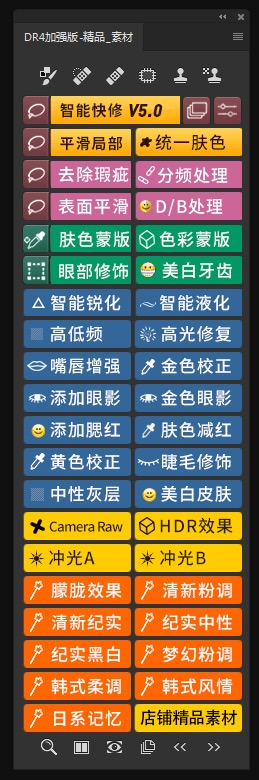 DR4加强版-精品_素材
智能快修 V5.0
平滑局部 统一肤色
去除瑕疵 分频处理
表面平滑 D/B处理
肤色蒙版 色彩蒙版
眼部修饰 美白牙齿
智能锐化 智能液化
高低频 高光修复
嘴唇增强 金色校正
添加眼影 金色眼影
添加腮红 肤色减红
黄色校正 睫毛修饰
中性灰层 美白皮肤
Camera Raw HDR效果
冲光A 冲光B
朦胧效果 清新粉调
清新纪实 纪实中性
纪实黑白 梦幻粉调
韩式柔调 韩式风情
日系记忆 店铺精品素材